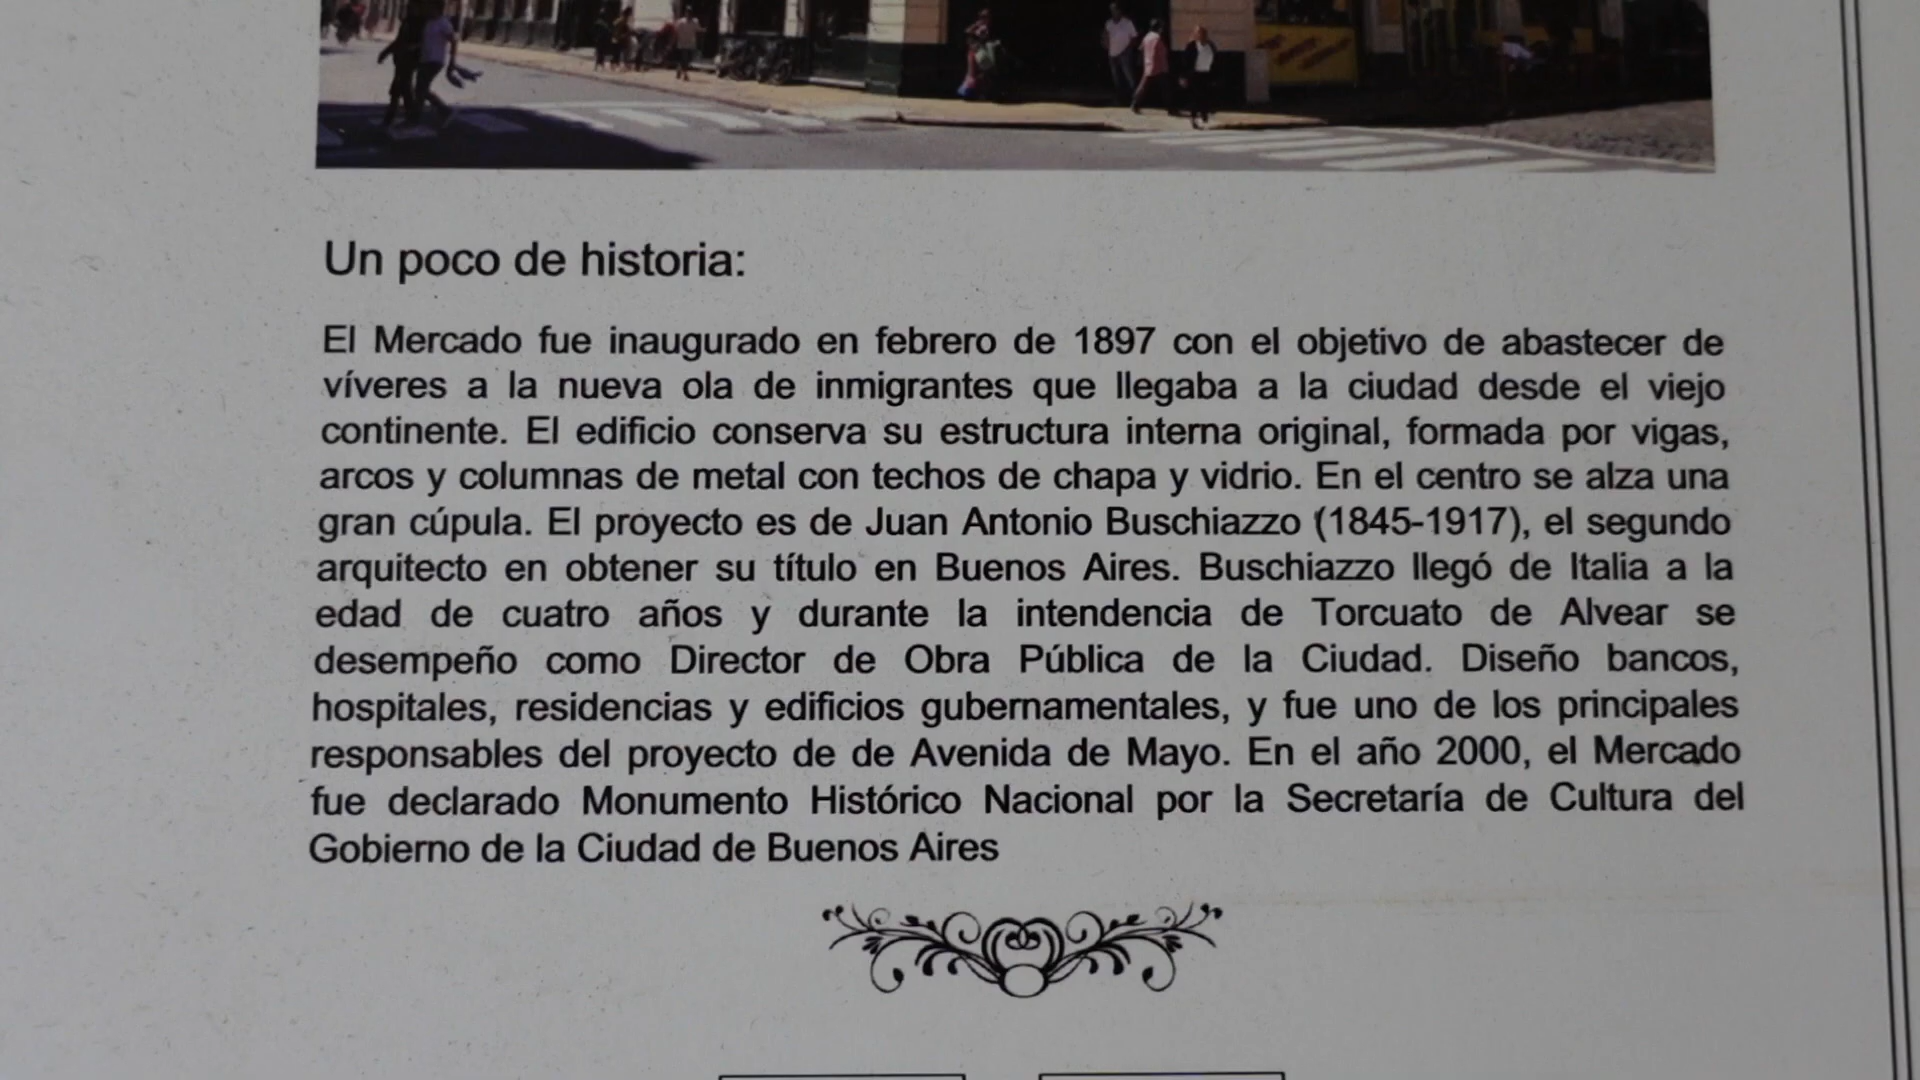 Un poco de historia:
El Mercado fue inaugurado en febrero de 1897 con el objetivo de abastecer de
víveres a la nueva ola de inmigrantes que llegaba a la ciudad desde el viejo
continente. El edificio conserva su estructura interna original, formada por vigas,
arcos y columnas de metal con techos de chapa y vidrio. En el centro se alza una
gran cúpula. El proyecto es de Juan Antonio Buschiazzo (1845-1917), el segundo
arquitecto en obtener su título en Buenos Aires. Buschiazzo llegó de Italia a la
edad de cuatro años y durante la intendencia de Torcuato de Alvear se
desempeño como Director de Obra Pública de la Ciudad. Diseño bancos,
hospitales, residencias y edificios gubernamentales, y fue uno de los principales
responsables del proyecto de de Avenida de Mayo. En el año 2000, el Mercado
fue declarado Monumento Histórico Nacional por la Secretaría de Cultura del
Gobierno de la Ciudad de Buenos Aires